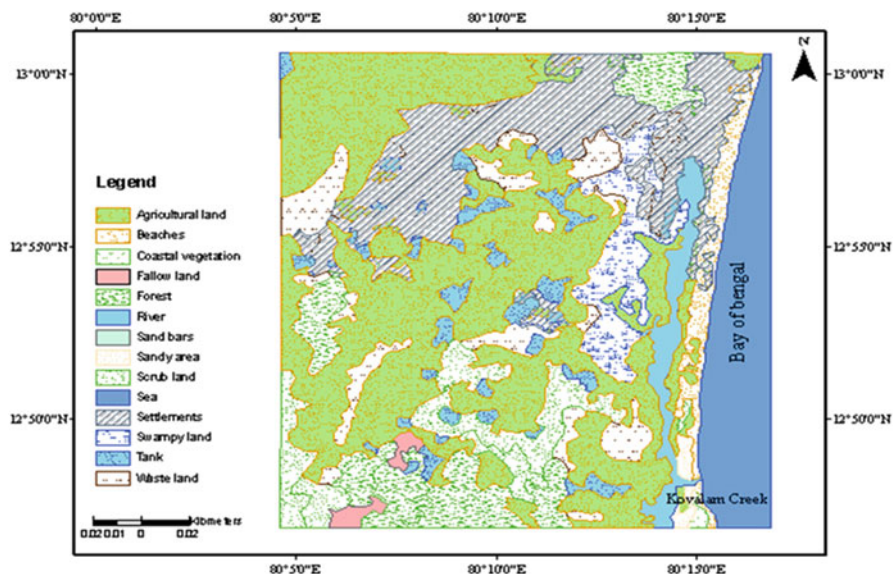 80°0'0"E 80°5'0"E 80°10'0"E 80°15'0"E
13°0'0"N 13°0'0"N
N
Legend
Agricultural land
Beaches
Coastal vegetation
Fallow land
Forest
River
Sand bars
Sandy area
Scrub land
Sea
Settlements
Swampy land
Tank
Waste land
12°55'0"N 12°55'0"N
Bay of bengal
12°50'0"N 12°50'0"N
Kovalam Creek
Kilometers
0.02 0.01 0 0.02
80°5'0"E 80°10'0"E 80°15'0"E